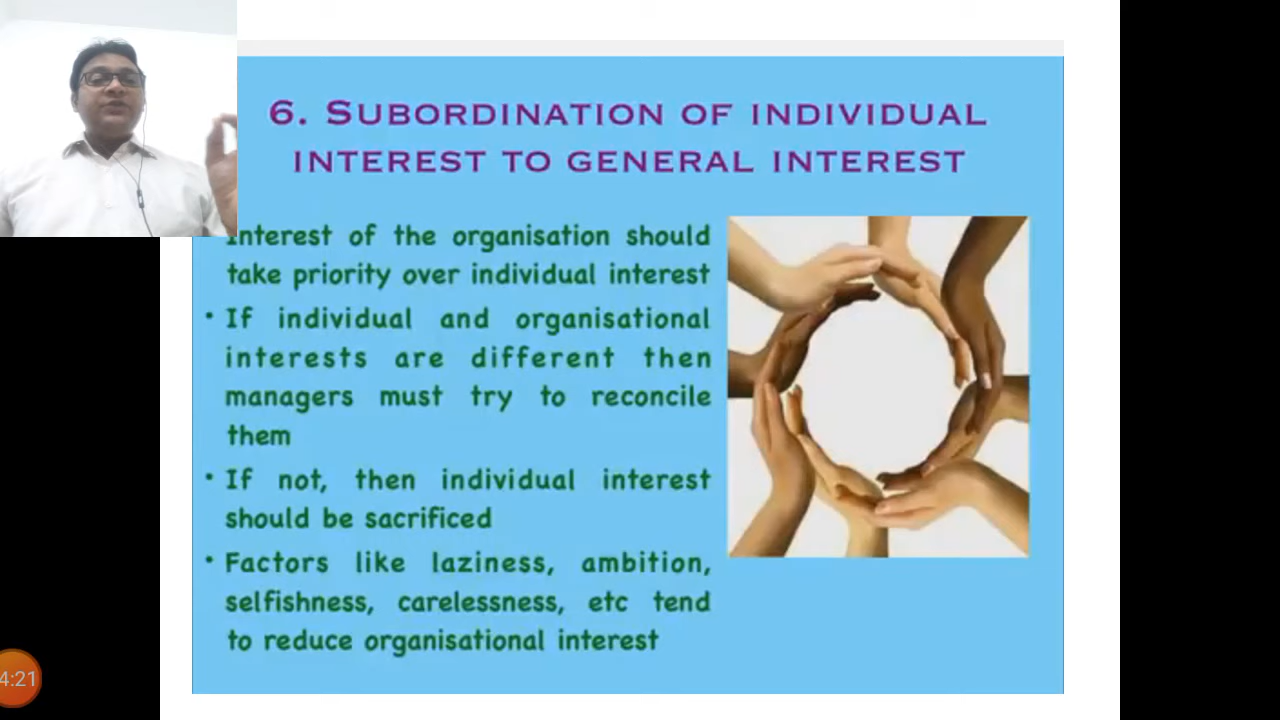 6. SUBORDINATION OF INDIVIDUAL
INTEREST TO GENERAL INTEREST
Interest of the organisation should
take priority over individual interest
• If individual and organisational
interests are different then
managers must try to reconcile
them
• If not, then individual interest
should be sacrificed
• Factors like laziness, ambition,
selfishness, carelessness, etc tend
to reduce organisational interest
4:21